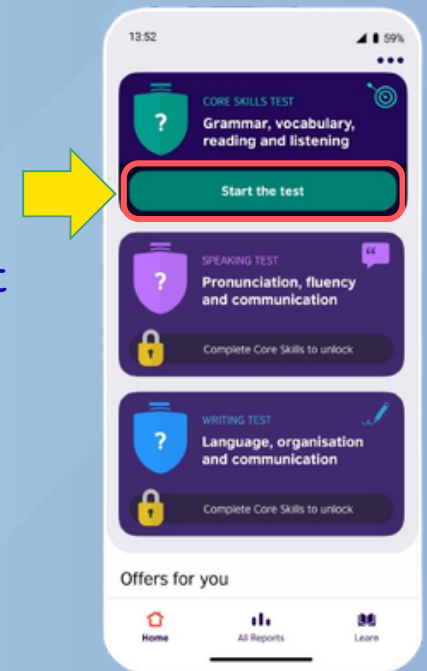 13:52
59%
CORE SKILLS TEST
?
Grammar, vocabulary,
reading and listening
Start the test
t
SPEAKING TEST
“
?
Pronunciation, fluency
and communication
Complete Core Skills to unlock
WRITING TEST
?
Language, organisation
and communication
Complete Core Skills to unlock
Offers for you
Home
All Reports
Learn